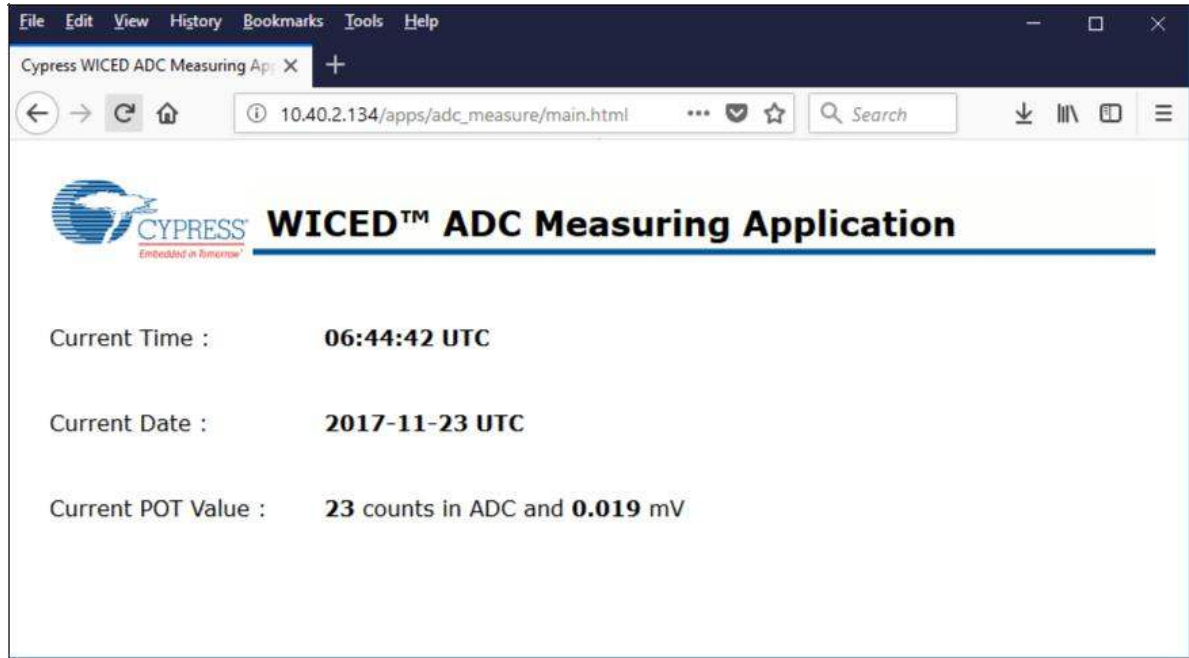 File Edit View History Bookmarks Tools Help
Cypress WICED ADC Measuring Ap
10.40.2.134/apps/adc_measure/main.html
Search
CYPRESS
Embedded in Tomorrow
WICED™ ADC Measuring Application
Current Time : 06:44:42 UTC
Current Date : 2017-11-23 UTC
Current POT Value : 23 counts in ADC and 0.019 mV